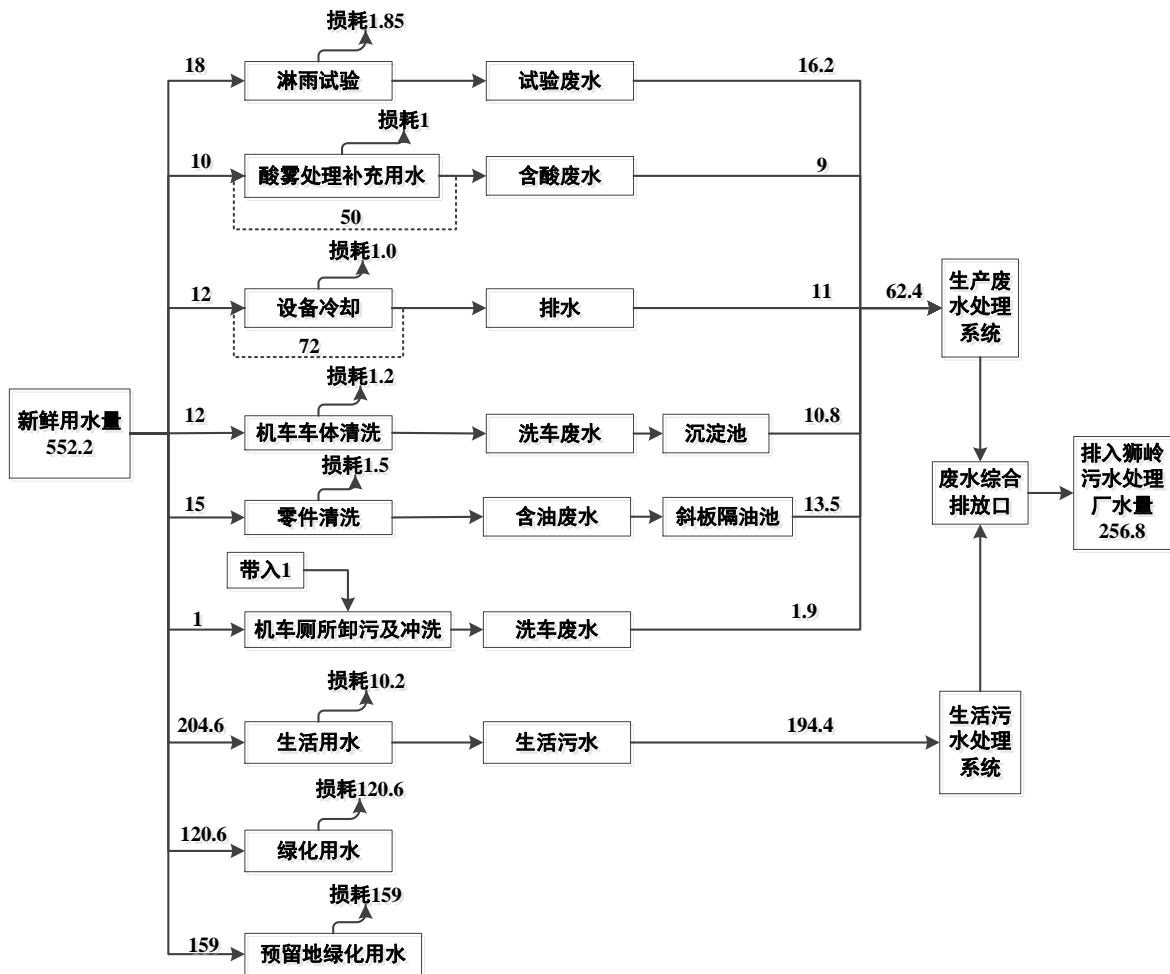 损耗1.85
18
淋雨试验
试验废水
16.2
损耗1
10
酸雾处理补充用水
含酸废水
9
50
损耗1.0
12
设备冷却
排水
11
62.4
生产废
水处理
系统
72
新鲜用水量
552.2
损耗1.2
12
机车车体清洗
洗车废水
沉淀池
10.8
损耗1.5
15
零件清洗
含油废水
斜板隔油池
13.5
废水综合
排放口
排入狮岭
污水处理
厂水量
256.8
带入1
1
机车厕所卸污及冲洗
洗车废水
1.9
损耗10.2
204.6
生活用水
生活污水
194.4
生活污
水处理
系统
损耗120.6
120.6
绿化用水
损耗159
159
预留地绿化用水